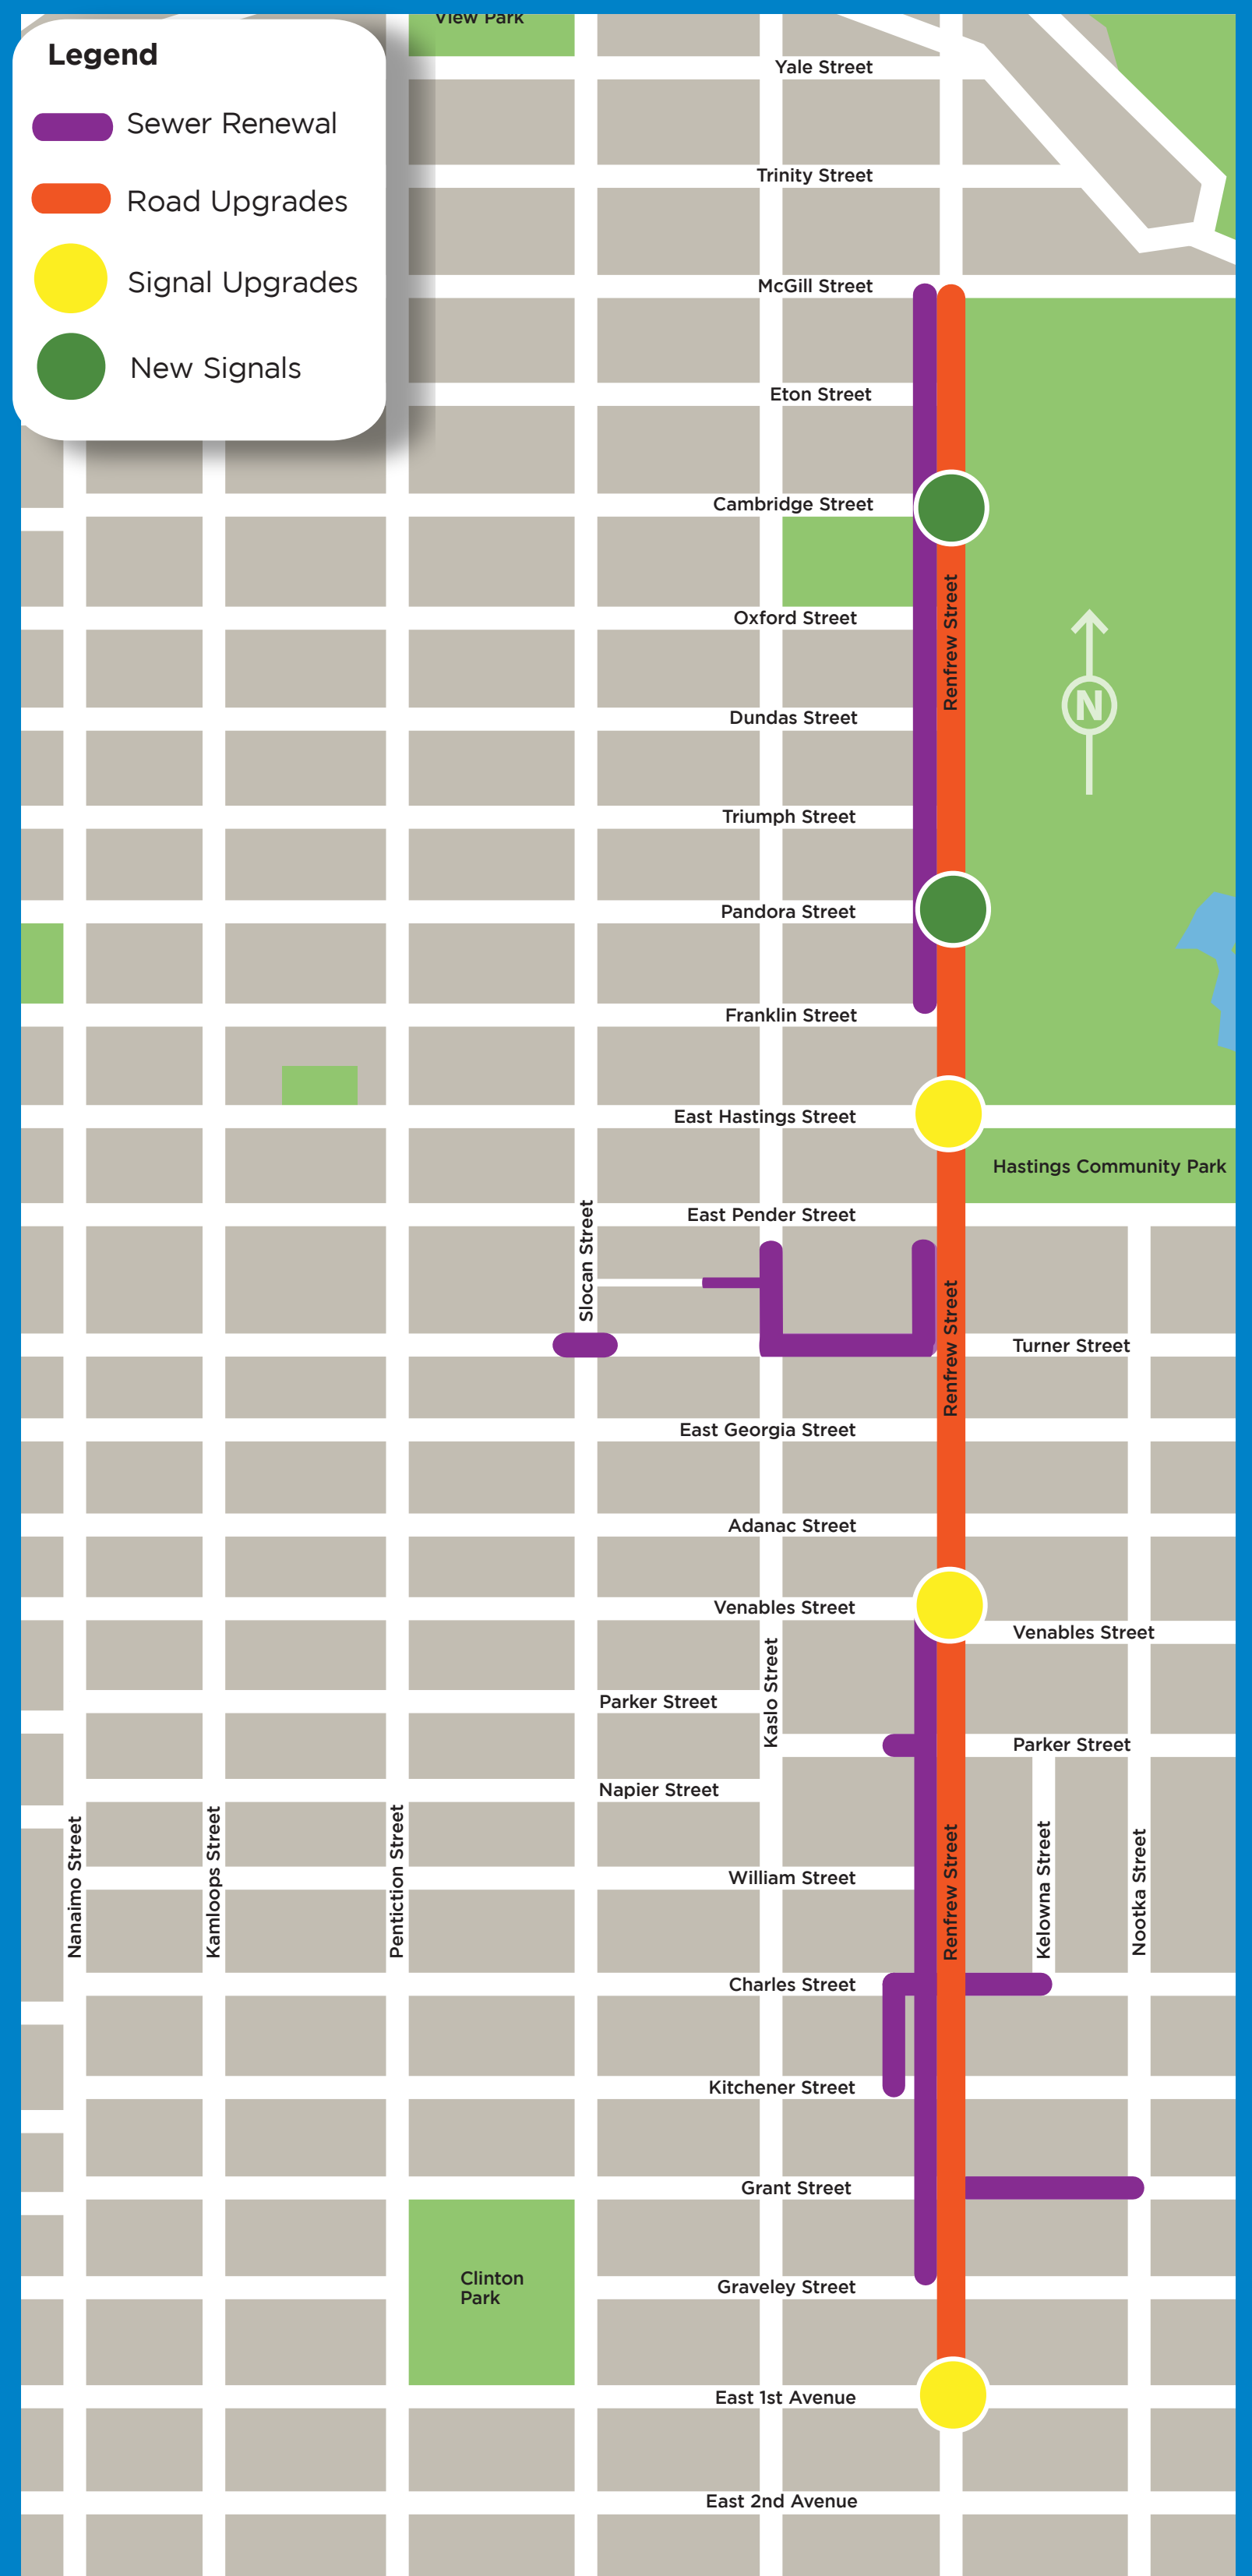 View Park
Legend
Sewer Renewal
Road Upgrades
Signal Upgrades
New Signals
Yale Street
Trinity Street
McGill Street
Eton Street
Cambridge Street
Renfrew Street
Oxford Street
N
Dundas Street
Triumph Street
Pandora Street
Franklin Street
East Hastings Street
Hastings Community Park
East Pender Street
Slocan Street
Renfrew Street
Turner Street
East Georgia Street
Adanac Street
Venables Street
Venables Street
Kaslo Street
Parker Street
Parker Street
Napier Street
Nanaimo Street
Kamloops Street
Pentiction Street
Renfrew Street
Kelowna Street
Nootka Street
William Street
Charles Street
Kitchener Street
Grant Street
Clinton
Park
Graveley Street
East 1st Avenue
East 2nd Avenue